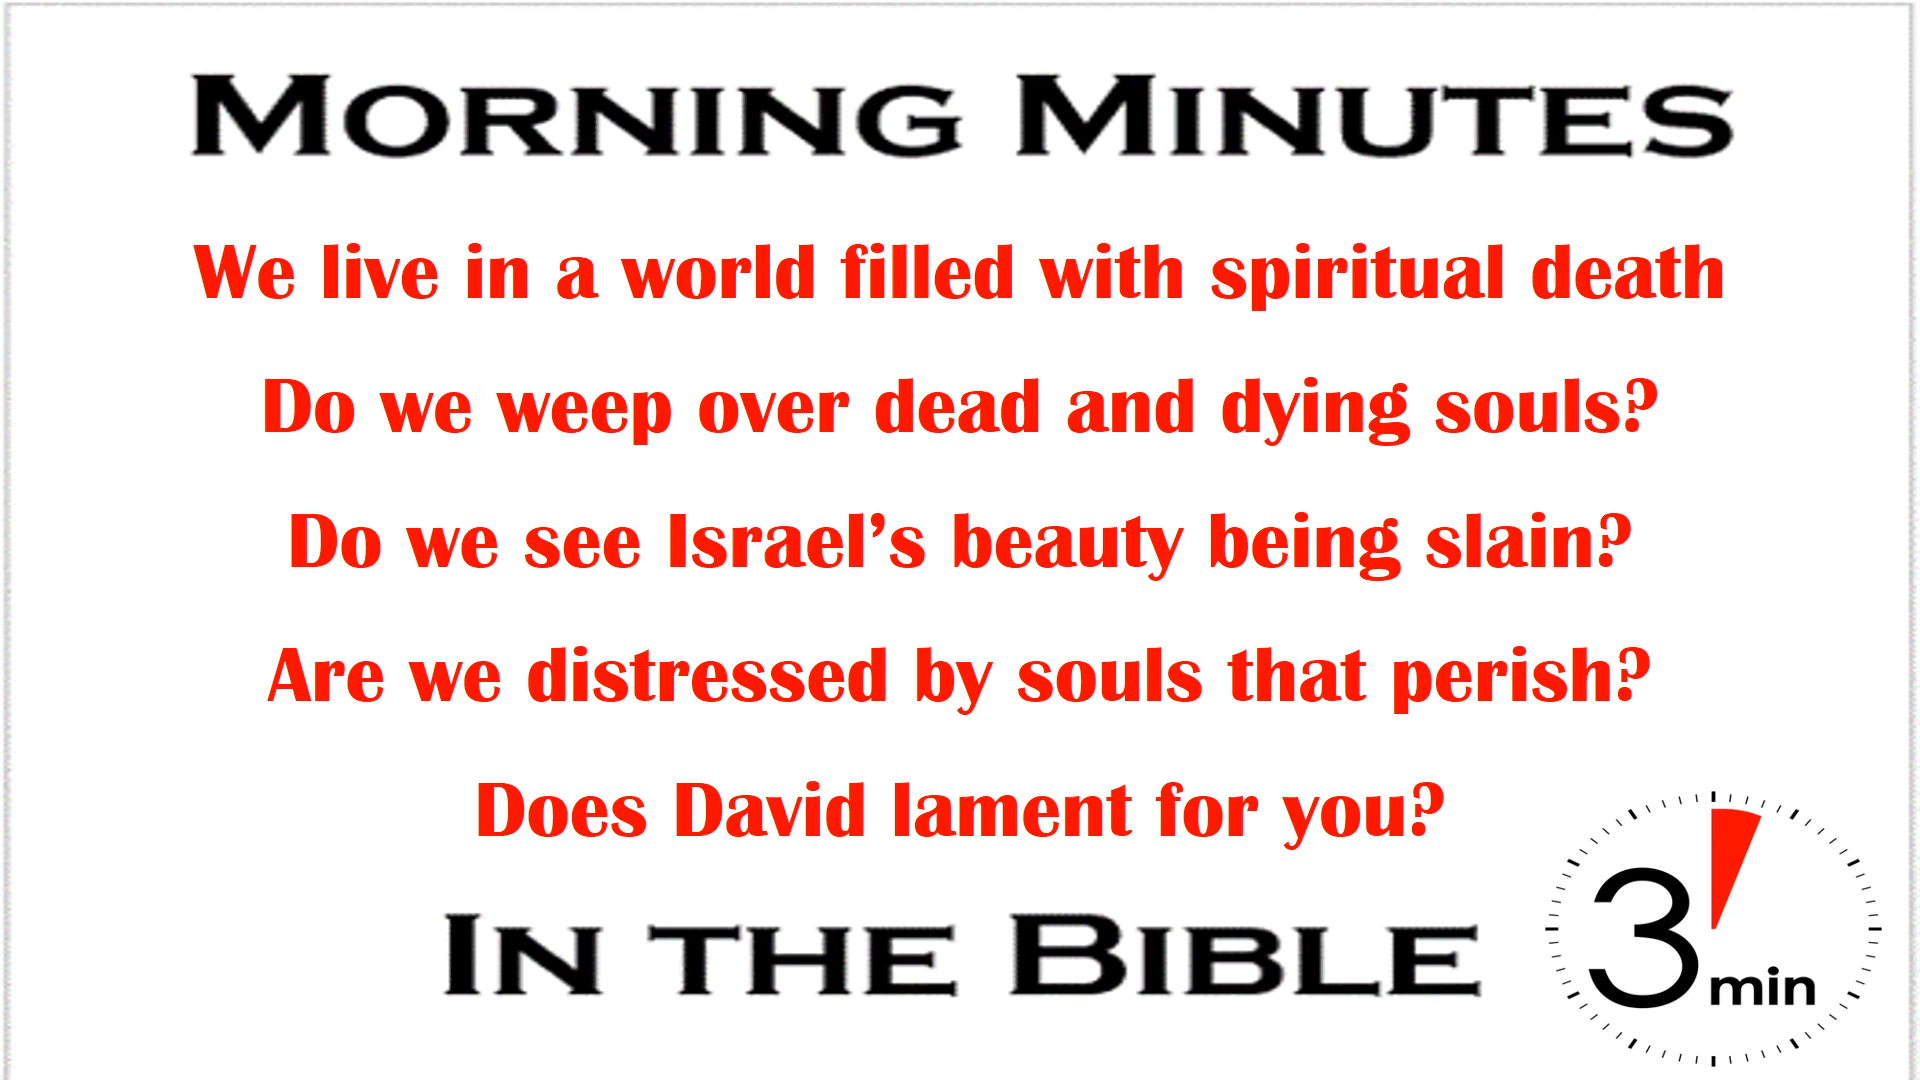 MORNING MINUTES
We live in a world filled with spiritual death
Do we weep over dead and dying souls?
Do we see Israel's beauty being slain?
Are we distressed by souls that perish?
Does David lament for you?
IN THE BIBLE
3 min